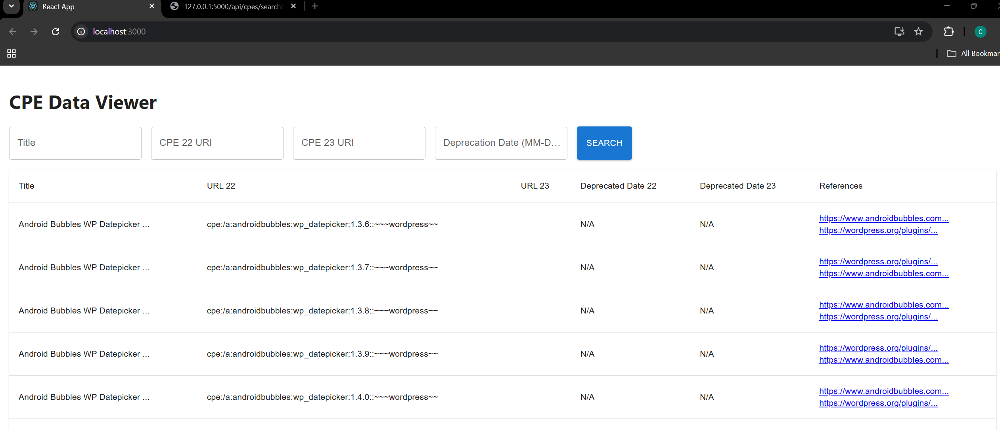 React App
127.0.0.1:5000/api/cpes/search?
localhost:3000
C
All Bookmar
CPE Data Viewer
Title
CPE 22 URI
CPE 23 URI
Deprecation Date (MM-D...
SEARCH
Title URL 22 URL 23 Deprecated Date 22 Deprecated Date 23 References
Android Bubbles WP Datepicker ... cpe:/a:androidbubbles:wp_datepicker:1.3.6::~~~wordpress~~ N/A N/A https://www.androidbubbles.com...
https://wordpress.org/plugins/...
Android Bubbles WP Datepicker ... cpe:/a:androidbubbles:wp_datepicker:1.3.7::~~~wordpress~~ N/A N/A https://wordpress.org/plugins/...
https://www.androidbubbles.com...
Android Bubbles WP Datepicker ... cpe:/a:androidbubbles:wp_datepicker:1.3.8::~~~wordpress~~ N/A N/A https://www.androidbubbles.com...
https://wordpress.org/plugins/...
Android Bubbles WP Datepicker ... cpe:/a:androidbubbles:wp_datepicker:1.3.9::~~~wordpress~~ N/A N/A https://wordpress.org/plugins/...
https://www.androidbubbles.com...
Android Bubbles WP Datepicker ... cpe:/a:androidbubbles:wp_datepicker:1.4.0::~~~wordpress~~ N/A N/A https://www.androidbubbles.com...
https://wordpress.org/plugins/...